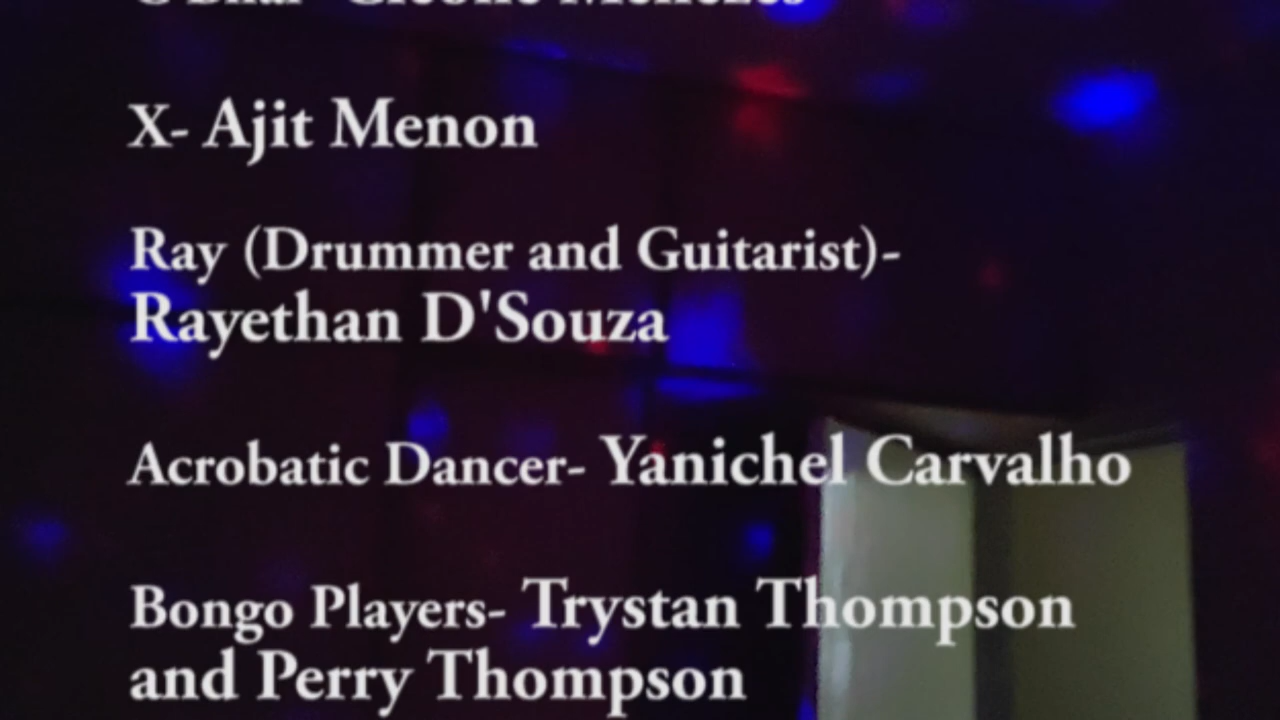 X- Ajit Menon
Ray (Drummer and Guitarist)-
Rayethan D'Souza
Acrobatic Dancer- Yanichel Carvalho
Bongo Players- Trystan Thompson
and Perry Thompson